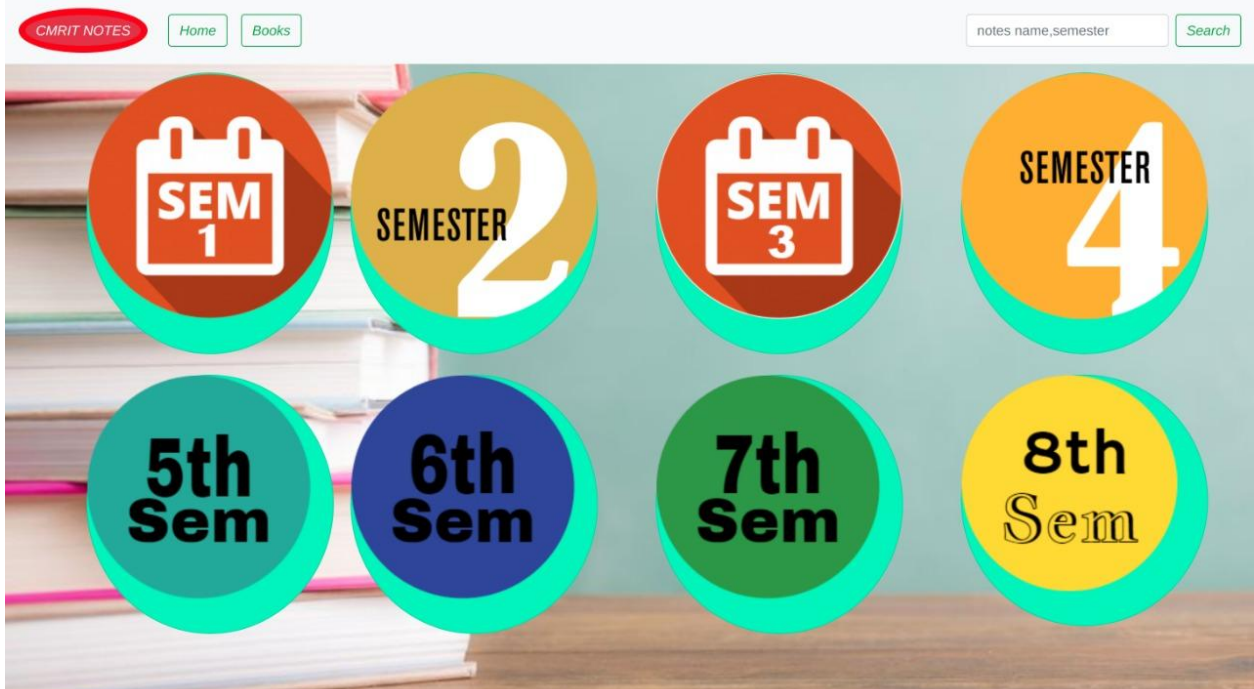 CMRIT NOTES
Home
Books
notes name,semester
Search
SEM
1
SEMESTER
2
SEM
3
SEMESTER
4
5th
Sem
6th
Sem
7th
Sem
8th
Sem